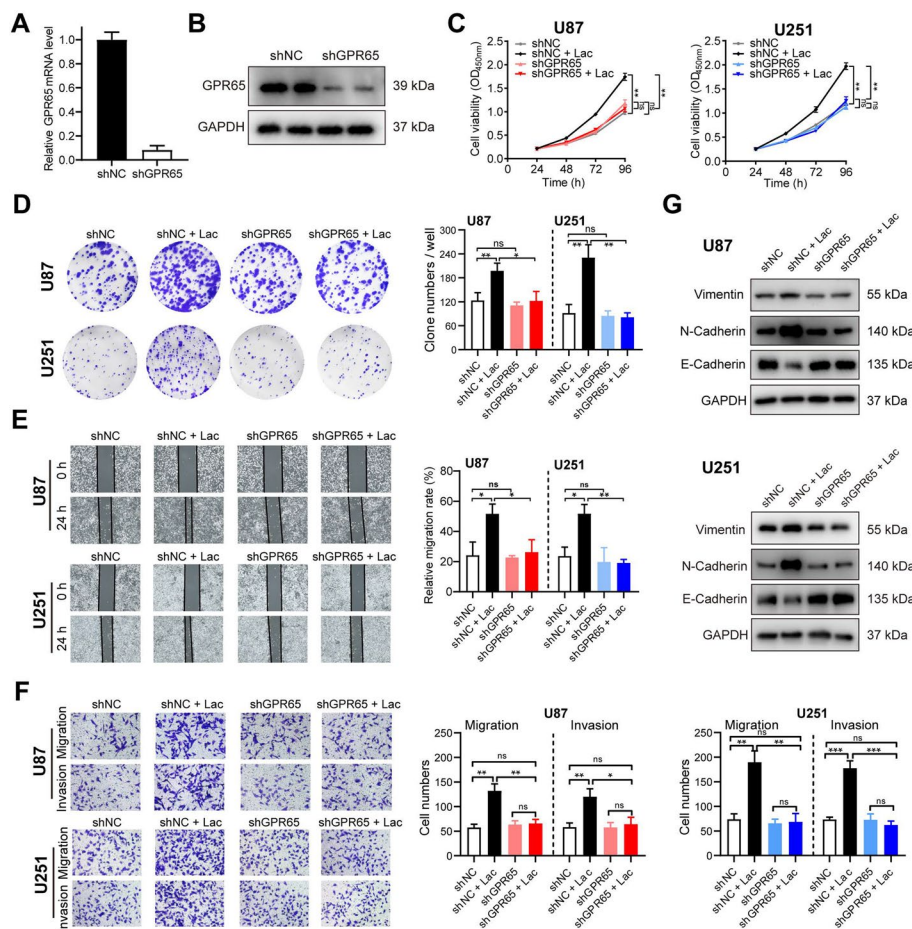 A
Relative GPR65 mRNA level
1.0
0.8
0.6
0.4
0.2
0.0
shNC
shGPR65
B
shNC shGPR65
GPR65 39 kDa
GAPDH 37 kDa
C
U87
shNC
shNC + Lac
shGPR65
shGPR65 + Lac
Cell viability (OD450nm)
2.5
2.0
1.5
1.0
0.5
0.0
24 48 72 96
Time (h)
** ns ns **
U251
shNC
shNC + Lac
shGPR65
shGPR65 + Lac
Cell viability (OD450nm)
2.5
2.0
1.5
1.0
0.5
0.0
24 48 72 96
Time (h)
** ns ns **
D
shNC shNC + Lac shGPR65 shGPR65 + Lac
U87
U251
U87 U251
Clone numbers / well
300
240
180
120
60
0
ns ns
** * ** **
shNC
shNC + Lac
shGPR65
shGPR65 + Lac
shNC
shNC + Lac
shGPR65
shGPR65 + Lac
E
shNC shNC + Lac shGPR65 shGPR65 + Lac
U87
0 h
24 h
shNC shNC + Lac shGPR65 shGPR65 + Lac
U251
0 h
24 h
U87 U251
Relative migration rate (%)
80
60
40
20
0
ns ns
* * * **
shNC
shNC + Lac
shGPR65
shGPR65 + Lac
shNC
shNC + Lac
shGPR65
shGPR65 + Lac
F
shNC shNC + Lac shGPR65 shGPR65 + Lac
U87
Migration
Invasion
shNC shNC + Lac shGPR65 shGPR65 + Lac
U251
Migration
nvasion
U87
Migration Invasion
Cell numbers
250
200
150
100
50
0
ns ns
** ** ** *
ns ns
shNC
shNC + Lac
shGPR65
shGPR65 + Lac
shNC
shNC + Lac
shGPR65
shGPR65 + Lac
U251
Migration Invasion
Cell numbers
250
200
150
100
50
0
ns ns
** ** *** ***
ns ns
shNC
shNC + Lac
shGPR65
shGPR65 + Lac
shNC
shNC + Lac
shGPR65
shGPR65 + Lac
G
U87
shNC
shNC + Lac
shGPR65
shGPR65 + Lac
Vimentin 55 kDa
N-Cadherin 140 kDa
E-Cadherin 135 kDa
GAPDH 37 kDa
U251
shNC
shNC + Lac
shGPR65
shGPR65 + Lac
Vimentin 55 kDa
N-Cadherin 140 kDa
E-Cadherin 135 kDa
GAPDH 37 kDa